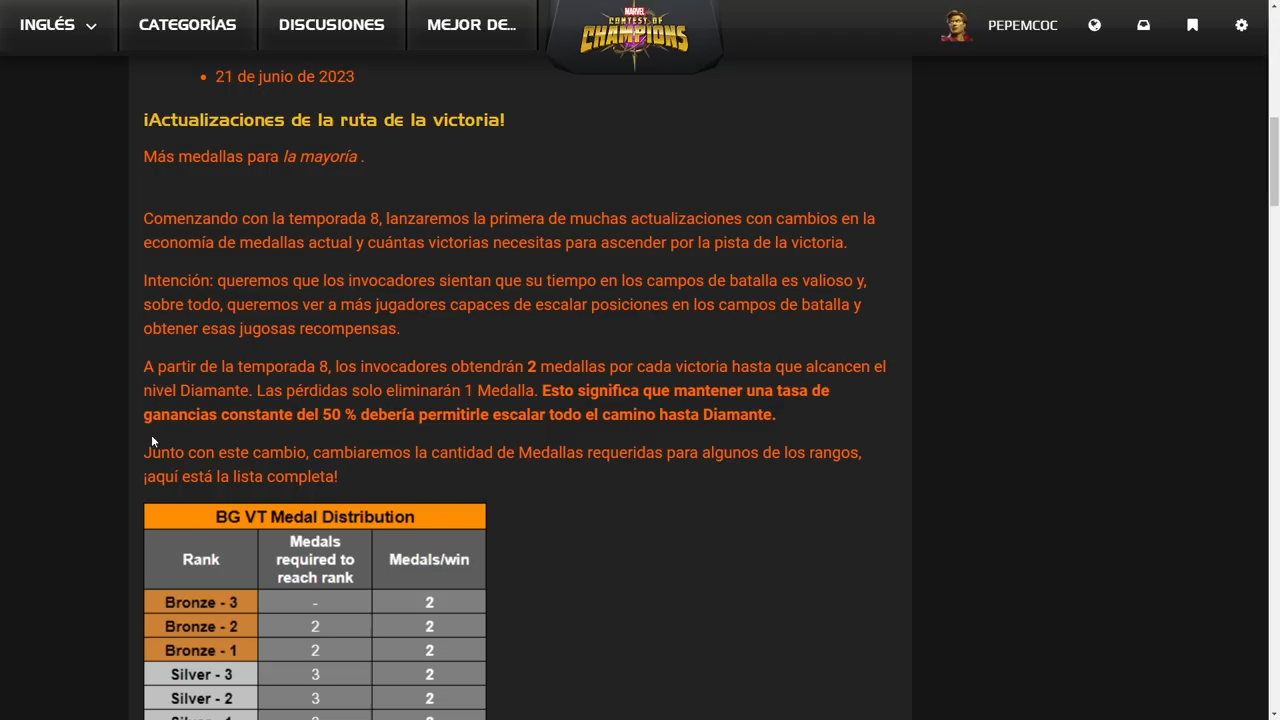 INGLÉS
CATEGORÍAS
DISCUSIONES
MEJOR DE...
MARVEL
CONTEST OF
CHAMPIONS
PEPEMCOC
• 21 de junio de 2023
¡Actualizaciones de la ruta de la victoria!
Más medallas para la mayoría .
Comenzando con la temporada 8, lanzaremos la primera de muchas actualizaciones con cambios en la
economía de medallas actual y cuántas victorias necesitas para ascender por la pista de la victoria.
Intención: queremos que los invocadores sientan que su tiempo en los campos de batalla es valioso y,
sobre todo, queremos ver a más jugadores capaces de escalar posiciones en los campos de batalla y
obtener esas jugosas recompensas.
A partir de la temporada 8, los invocadores obtendrán 2 medallas por cada victoria hasta que alcancen el
nivel Diamante. Las pérdidas solo eliminarán 1 Medalla. Esto significa que mantener una tasa de
ganancias constante del 50 % debería permitirle escalar todo el camino hasta Diamante.
Junto con este cambio, cambiaremos la cantidad de Medallas requeridas para algunos de los rangos,
¡aquí está la lista completa!
BG VT Medal Distribution
Rank
Medals
required to
reach rank
Medals/win
Bronze - 3 - 2
Bronze - 2 2 2
Bronze - 1 2 2
Silver - 3 3 2
Silver - 2 3 2